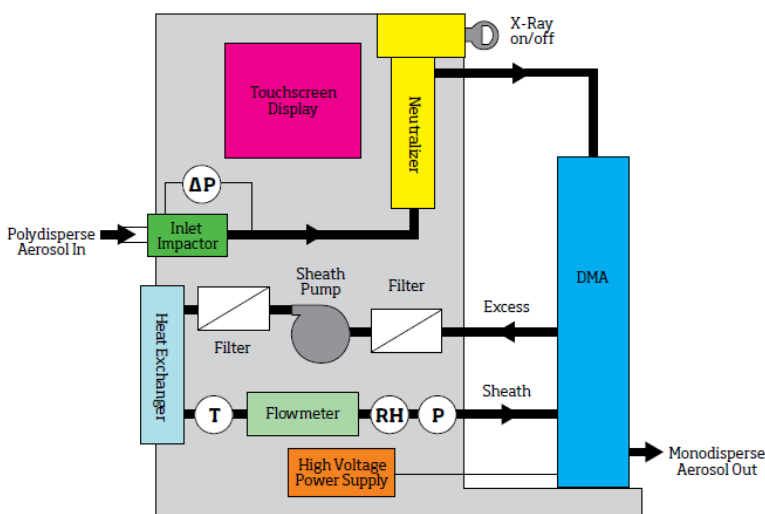 X-Ray
on/off
Touchscreen
Display
Neutralizer
ΔP
Polydisperse
Aerosol In
Inlet
Impactor
DMA
Sheath
Pump
Filter
Excess
Heat Exchanger
Filter
Sheath
T
Flowmeter
RH
P
High Voltage
Power Supply
Monodisperse
Aerosol Out